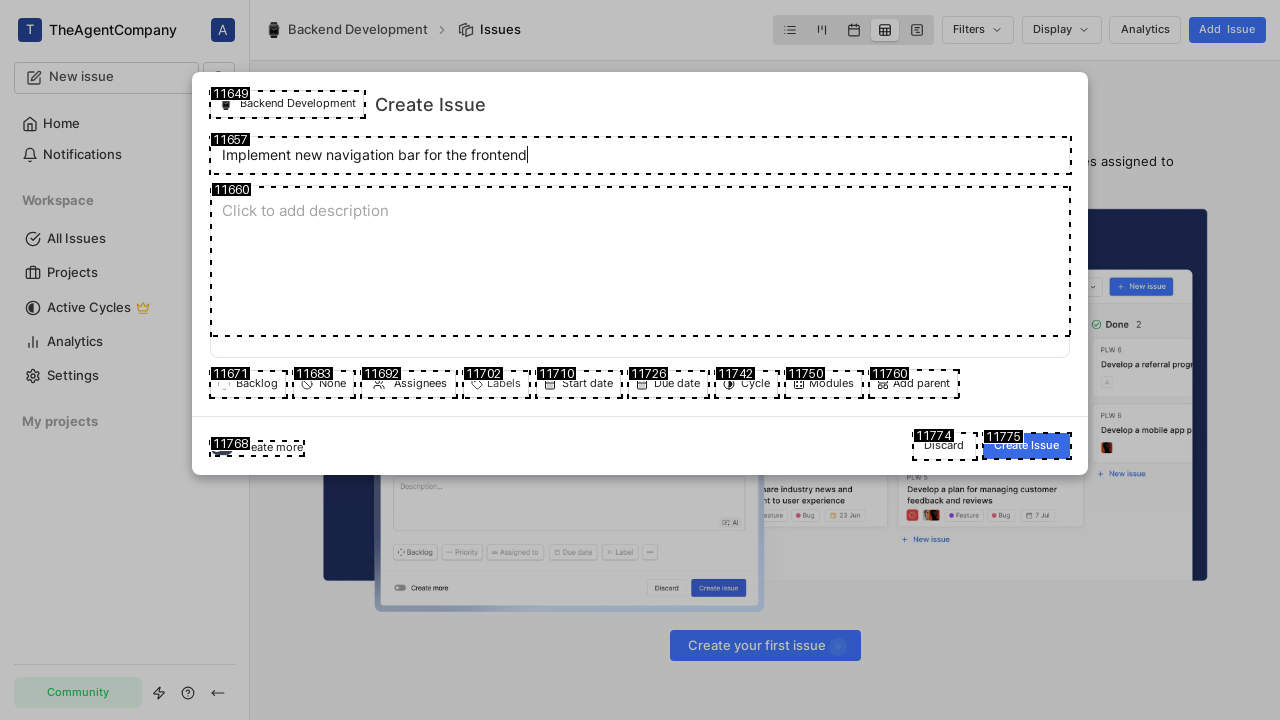 T TheAgentCompany A
Backend Development Issues
Filters Display Analytics Add Issue
New issue
Home
Notifications
Workspace
All Issues
Projects
Active Cycles
Analytics
Settings
My projects
Community
11649
Backend Development
Create Issue
11657
Implement new navigation bar for the frontend
11660
Click to add description
11671 11683 11692 11702 11710 11726 11742 11750 11760
Backlog None Assignees Labels Start date Due date Cycle Modules Add parent
11768 11774 11775
eate more Discard Create Issue
assigned to
New issue
Done 2
PLW 6
Develop a referral progr
PLW 6
Develop a mobile app p
New issue
Description...
AI
Backlog Priority Assigned to Due date Label
Create more Discard Create issue
hare industry news and
nt to user experience
Feature Bug 23 Jun
New issue
Develop a plan for managing customer
feedback and reviews
Feature Bug 7 Jul
New issue
Create your first issue